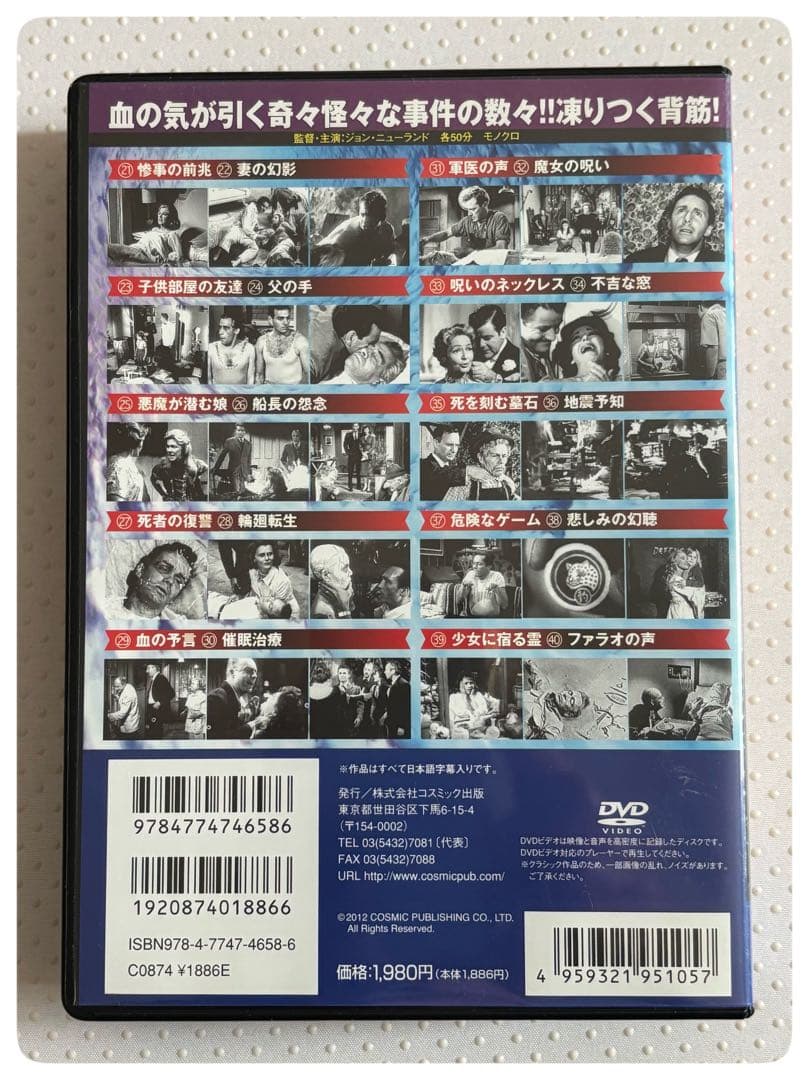 血の気が引く奇々怪々な事件の数々!!凍りつく背筋!
監督・主演:ジョン・ニューランド 各50分 モノクロ
㉑ 惨事の前兆 ㉒ 妻の幻影
㉓ 子供部屋の友達 ㉔ 父の手
㉕ 悪魔が潜む娘 ㉖ 船長の怨念
㉗ 死者の復讐 ㉘ 輪廻転生
㉙ 血の予言 ㉚ 催眠治療
㉛ 軍医の声 ㉜ 魔女の呪い
㉝ 呪いのネックレス ㉞ 不吉な窓
㉟ 死を刻む墓石 ㊱ 地震予知
㊲ 危険なゲーム ㊳ 悲しみの幻聴
㊴ 少女に宿る霊 ㊵ ファラオの声
9784774746586
1920874018866
ISBN978-4-7747-4658-6
C0874 ¥1886E
※作品はすべて日本語字幕入りです。
発行/株式会社コスミック出版
東京都世田谷区下馬6-15-4
(〒154-0002)
TEL 03(5432)7081〔代表〕
FAX 03(5432)7088
URL http://www.cosmicpub.com/
©2012 COSMIC PUBLISHING CO., LTD.
All Rights Reserved.
価格:1,980円(本体1,886円)
DVD
VIDEO
DVDビデオは映像と音声を高密度に記録したディスクです。
DVDビデオ対応のプレーヤーで再生してください。
※クラシック作品のため、一部画像の乱れ、ノイズがあります。
ご了承ください。
4 959321 951057